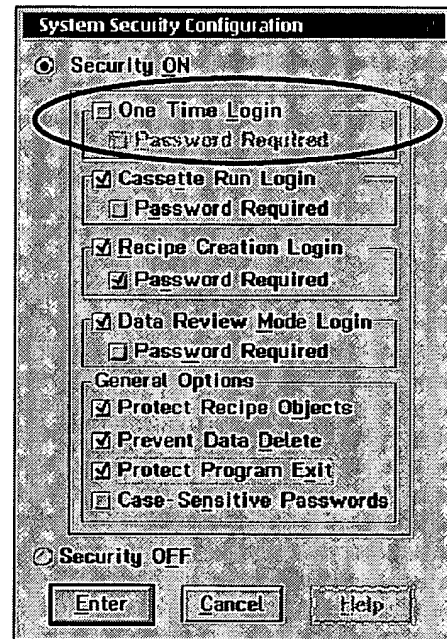 System Security Configuration
Security ON
One Time Login
Password Required
Cassette Run Login
Password Required
Recipe Creation Login
Password Required
Data Review Mode Login
Password Required
General Options
Protect Recipe Objects
Prevent Data Delete
Protect Program Exit
Case-Sensitive Passwords
Security OFF
Enter Cancel Help